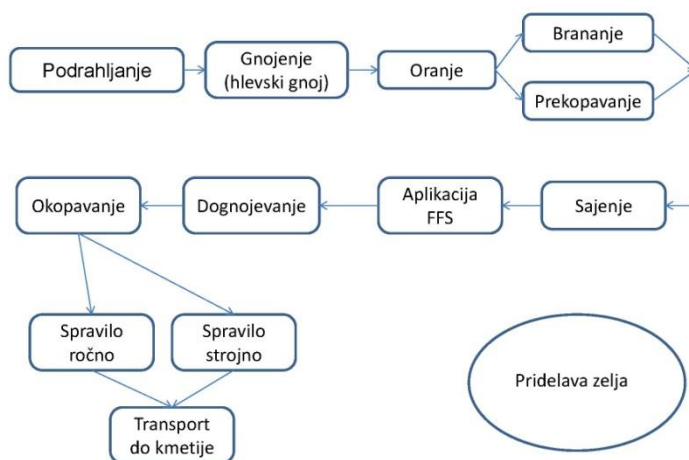 Podrahljanje
Gnojenje
(hlevski gnoj)
Oranje
Brananje
Prekopavanje
Okopavanje
Dognojevanje
Aplikacija
FFS
Sajenje
Spravilo
ročno
Spravilo
strojno
Pridelava zelja
Transport
do kmetije